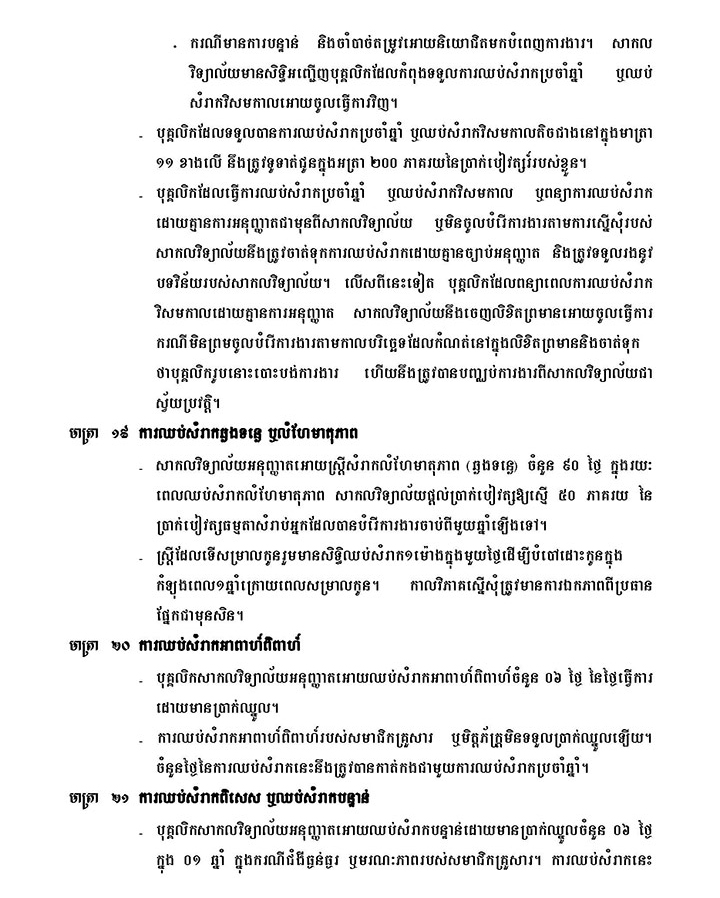 - ករណីមានការបន្ទាន់ និងចាំបាច់តម្រូវអោយនិយោជិតមកបំពេញការងារ។ សាកល
វិទ្យាល័យមានសិទ្ធិអញ្ជើញបុគ្គលិកដែលកំពុងទទួលការឈប់សំរាកប្រចាំឆ្នាំ ឬឈប់
សំរាកវិសមកាលអោយចូលធ្វើការវិញ។
- បុគ្គលិកដែលទទួលបានការឈប់សំរាកប្រចាំឆ្នាំ ឬឈប់សំរាកវិសមកាលតិចជាងនៅក្នុងមាត្រា
១១ ខាងលើ នឹងត្រូវទូទាត់ជូនក្នុងអត្រា ២០០ ភាគរយនៃប្រាក់បៀវត្សរ៍របស់ខ្លួន។
- បុគ្គលិកដែលធ្វើការឈប់សំរាកប្រចាំឆ្នាំ ឬឈប់សំរាកវិសមកាល ឬពន្យាការឈប់សំរាក
ដោយគ្មានការអនុញ្ញាតជាមុនពីសាកលវិទ្យាល័យ ឬមិនចូលបំរើការងារតាមការស្នើសុំរបស់
សាកលវិទ្យាល័យនឹងត្រូវចាត់ទុកការឈប់សំរាកដោយគ្មានច្បាប់អនុញ្ញាត និងត្រូវទទួលរងនូវ
បទវិន័យរបស់សាកលវិទ្យាល័យ។ លើសពីនេះទៀត បុគ្គលិកដែលពន្យាពេលការឈប់សំរាក
វិសមកាលដោយគ្មានការអនុញ្ញាត សាកលវិទ្យាល័យនឹងចេញលិខិតព្រមានអោយចូលធ្វើការ
ករណីមិនព្រមចូលបំរើការងារតាមកាលបរិច្ឆេទដែលកំណត់នៅក្នុងលិខិតព្រមាននិងចាត់ទុក
ថាបុគ្គលិករូបនោះបោះបង់ការងារ ហើយនឹងត្រូវបានបញ្ឈប់ការងារពីសាកលវិទ្យាល័យជា
ស្វ័យប្រវត្តិ។
មាត្រា ១៩ ការឈប់សំរាកឆ្លងទន្លេ ឬលំហែមាតុភាព
- សាកលវិទ្យាល័យអនុញ្ញាតអោយស្ត្រីសំរាកលំហែមាតុភាព (ឆ្លងទន្លេ) ចំនួន ៩០ ថ្ងៃ ក្នុងរយៈ
ពេលឈប់សំរាកលំហែមាតុភាព សាកលវិទ្យាល័យផ្តល់ប្រាក់បៀវត្សឱ្យស្មើ ៥០ ភាគរយ នៃ
ប្រាក់បៀវត្សធម្មតាសំរាប់អ្នកដែលបានបំរើការងារចាប់ពីមួយឆ្នាំឡើងទៅ។
- ស្ត្រីដែលទើសម្រាលកូនរួមមានសិទ្ធិឈប់សំរាក១ម៉ោងក្នុងមួយថ្ងៃដើម្បីបំបៅដោះកូនក្នុង
កំឡុងពេល១ឆ្នាំក្រោយពេលសម្រាលកូន។ កាលវិភាគស្នើសុំត្រូវមានការឯកភាពពីប្រធាន
ផ្នែកជាមុនសិន។
មាត្រា ២០ ការឈប់សំរាកអាពាហ៍ពិពាហ៍
- បុគ្គលិកសាកលវិទ្យាល័យអនុញ្ញាតអោយឈប់សំរាកអាពាហ៍ពិពាហ៍ចំនួន ០៦ ថ្ងៃ នៃថ្ងៃធ្វើការ
ដោយមានប្រាក់ឈ្នួល។
- ការឈប់សំរាកអាពាហ៍ពិពាហ៍របស់សមាជិកគ្រួសារ ឬមិត្តភ័ក្ត្រមិនទទួលប្រាក់ឈ្នួលឡើយ។
ចំនួនថ្ងៃនៃការឈប់សំរាកនេះនឹងត្រូវបានកាត់កងជាមួយការឈប់សំរាកប្រចាំឆ្នាំ។
មាត្រា ២១ ការឈប់សំរាកពិសេស ឬឈប់សំរាកបន្ទាន់
- បុគ្គលិកសាកលវិទ្យាល័យអនុញ្ញាតអោយឈប់សំរាកបន្ទាន់ដោយមានប្រាក់ឈ្នួលចំនួន ០៦ ថ្ងៃ
ក្នុង ០១ ឆ្នាំ ក្នុងករណីជំងឺធ្ងន់ធ្ងរ ឬមរណៈភាពរបស់សមាជិកគ្រួសារ។ ការឈប់សំរាកនេះ